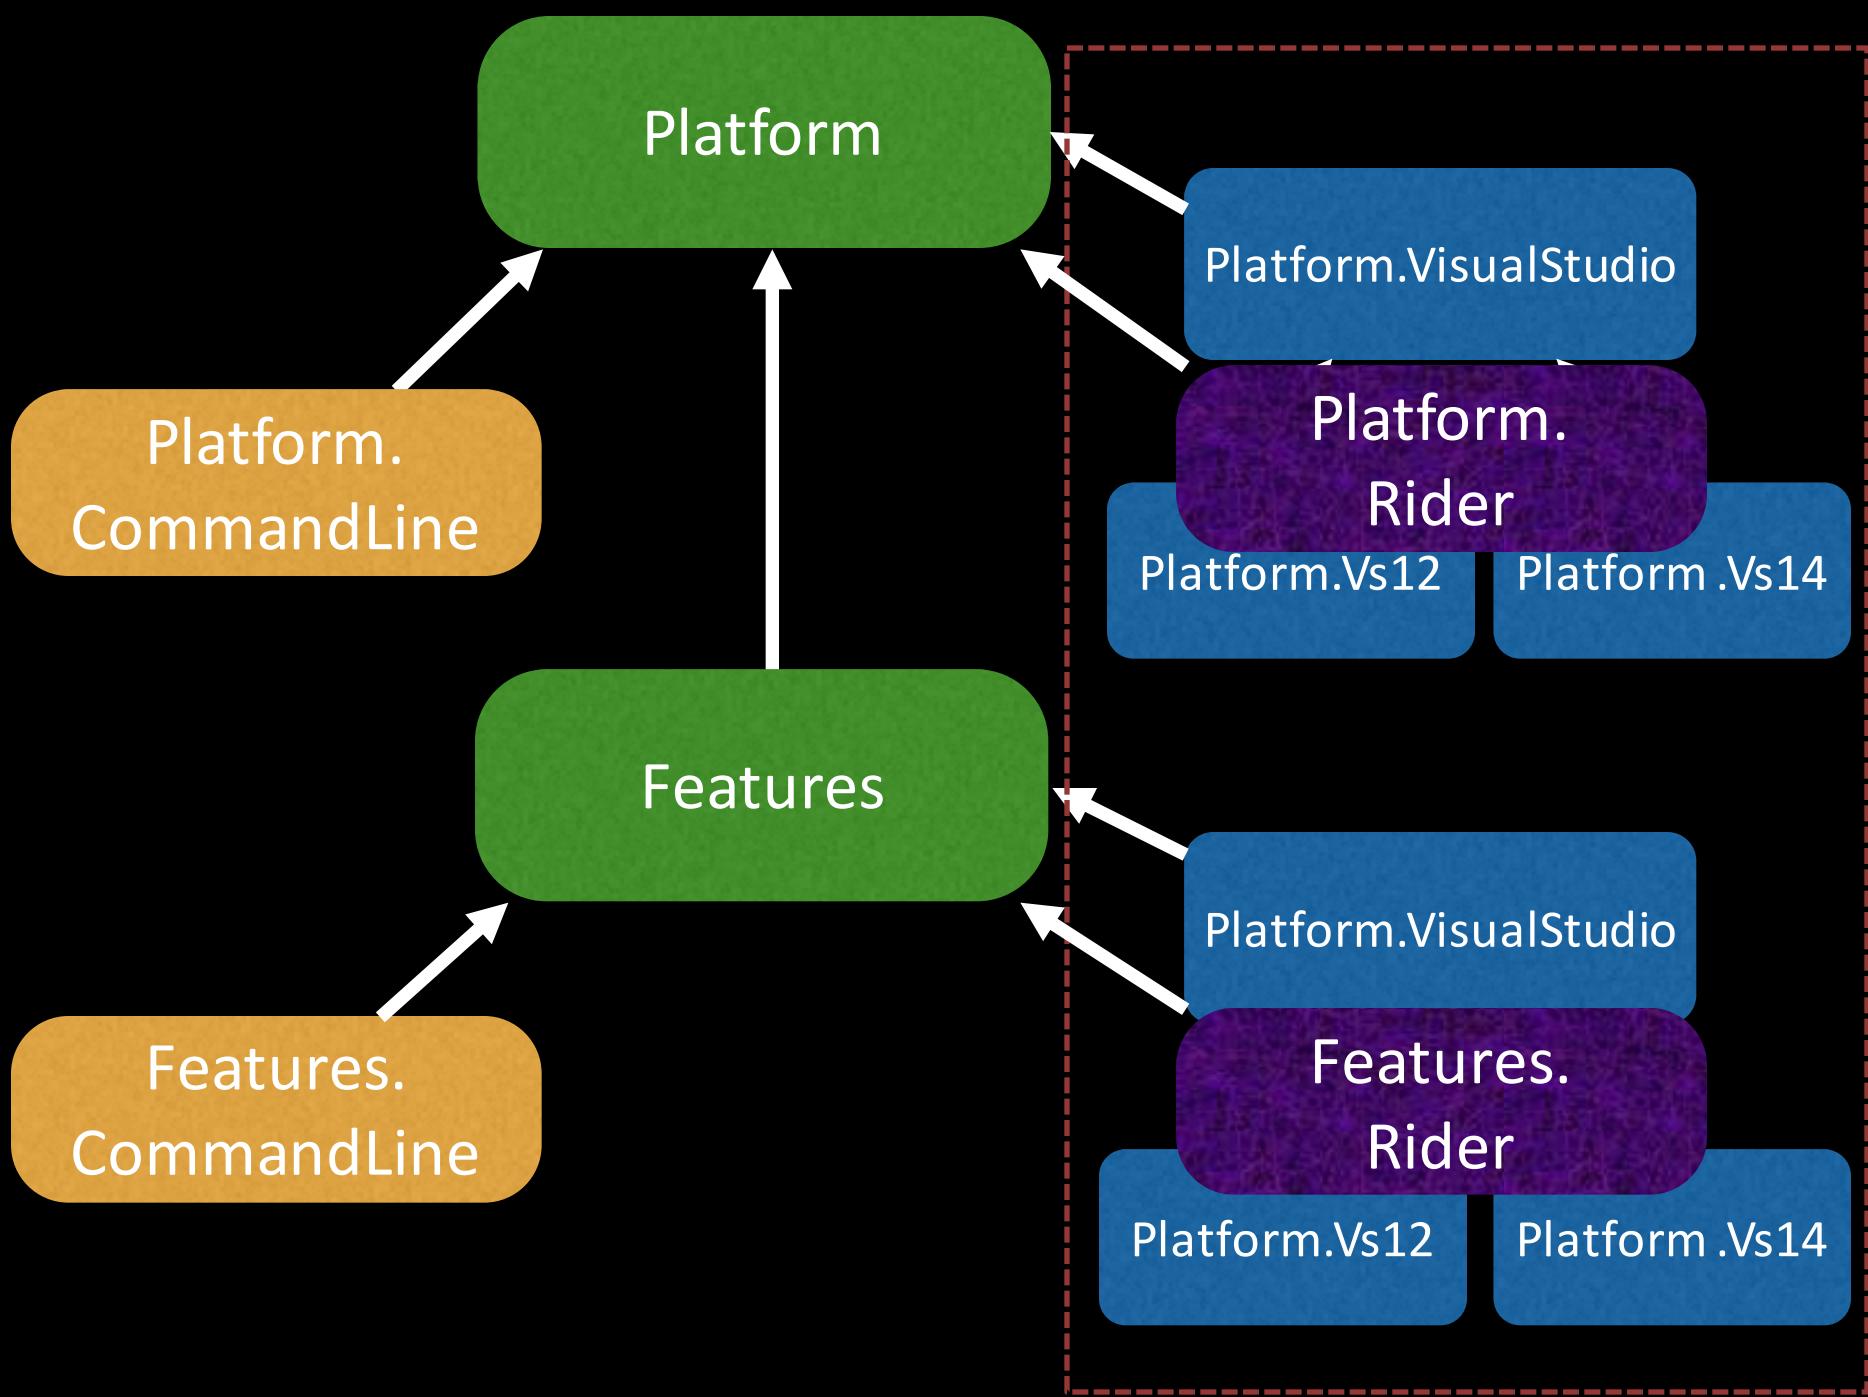 Platform
Platform.VisualStudio
Platform.
CommandLine
Platform.
Rider
Platform.Vs12
Platform .Vs14
Features
Platform.VisualStudio
Features.
CommandLine
Features.
Rider
Platform.Vs12
Platform .Vs14